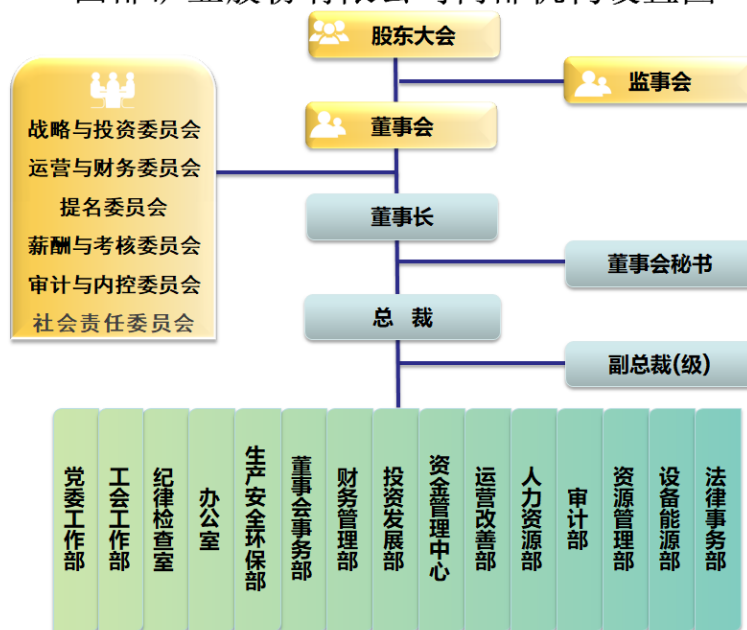 股东大会
监事会
董事会
战略与投资委员会
运营与财务委员会
提名委员会
薪酬与考核委员会
审计与内控委员会
社会责任委员会
董事长
董事会秘书
总 裁
副总裁(级)
党委工作部
工会工作部
纪律检查室
办公室
生产安全环保部
董事会事务部
财务管理部
投资发展部
资金管理中心
运营改善部
人力资源部
审计部
资源管理部
设备能源部
法律事务部